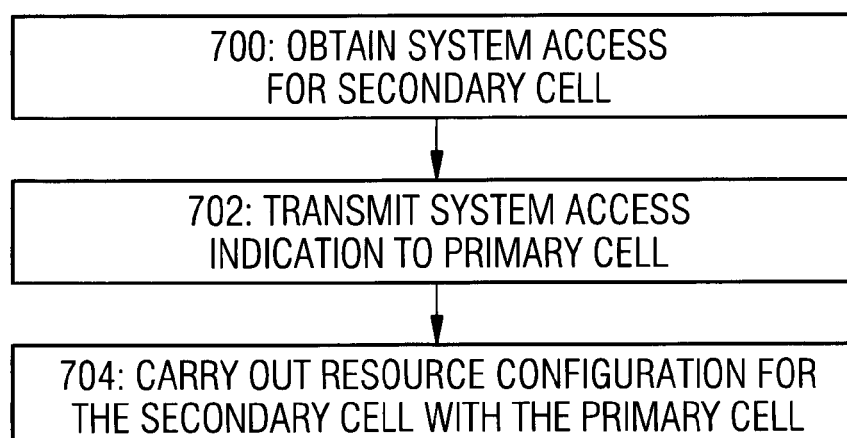 700: OBTAIN SYSTEM ACCESS
FOR SECONDARY CELL
702: TRANSMIT SYSTEM ACCESS
INDICATION TO PRIMARY CELL
704: CARRY OUT RESOURCE CONFIGURATION FOR
THE SECONDARY CELL WITH THE PRIMARY CELL